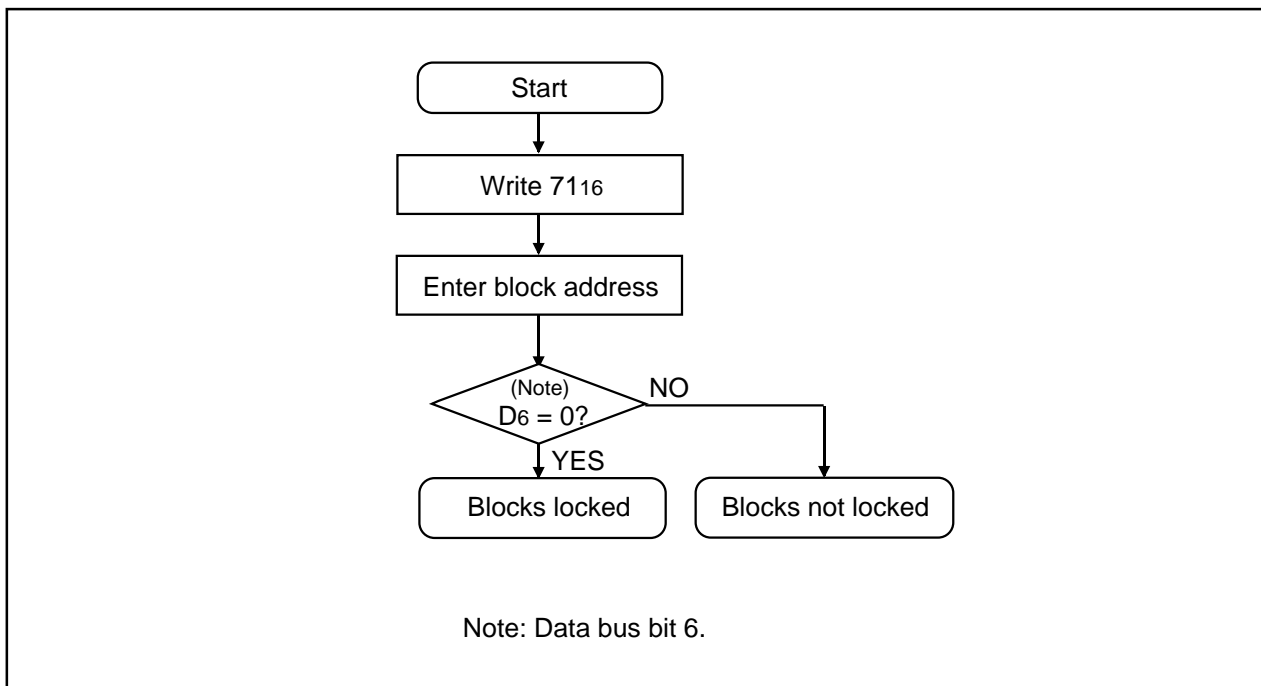 Start
Write 7116
Enter block address
(Note)
D6 = 0?
NO
YES
Blocks locked
Blocks not locked
Note: Data bus bit 6.